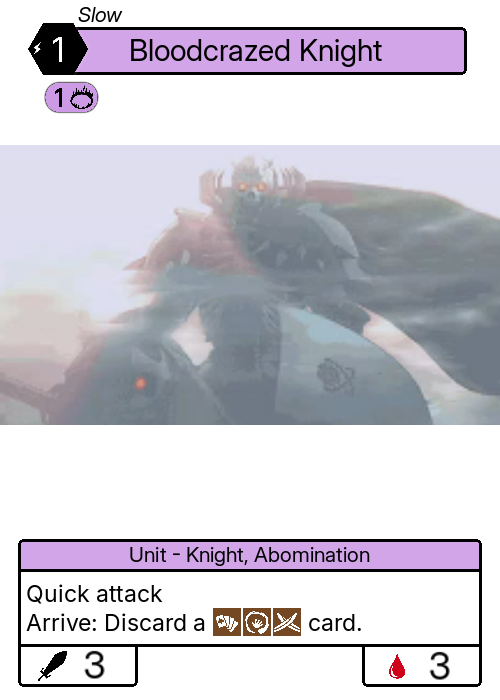 Slow
1
Bloodcrazed Knight
1
Unit - Knight, Abomination
Quick attack
Arrive: Discard a card.
3
3